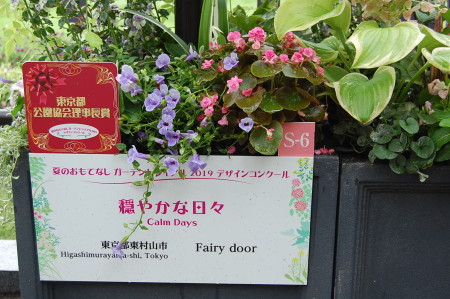 東京都
公園協会理事長賞
S-6
夏のおもてなし ガーデン 2019 デザインコンクール
穏やかな日々
Calm Days
東京都東村山市
Higashimurayama-shi, Tokyo
Fairy door